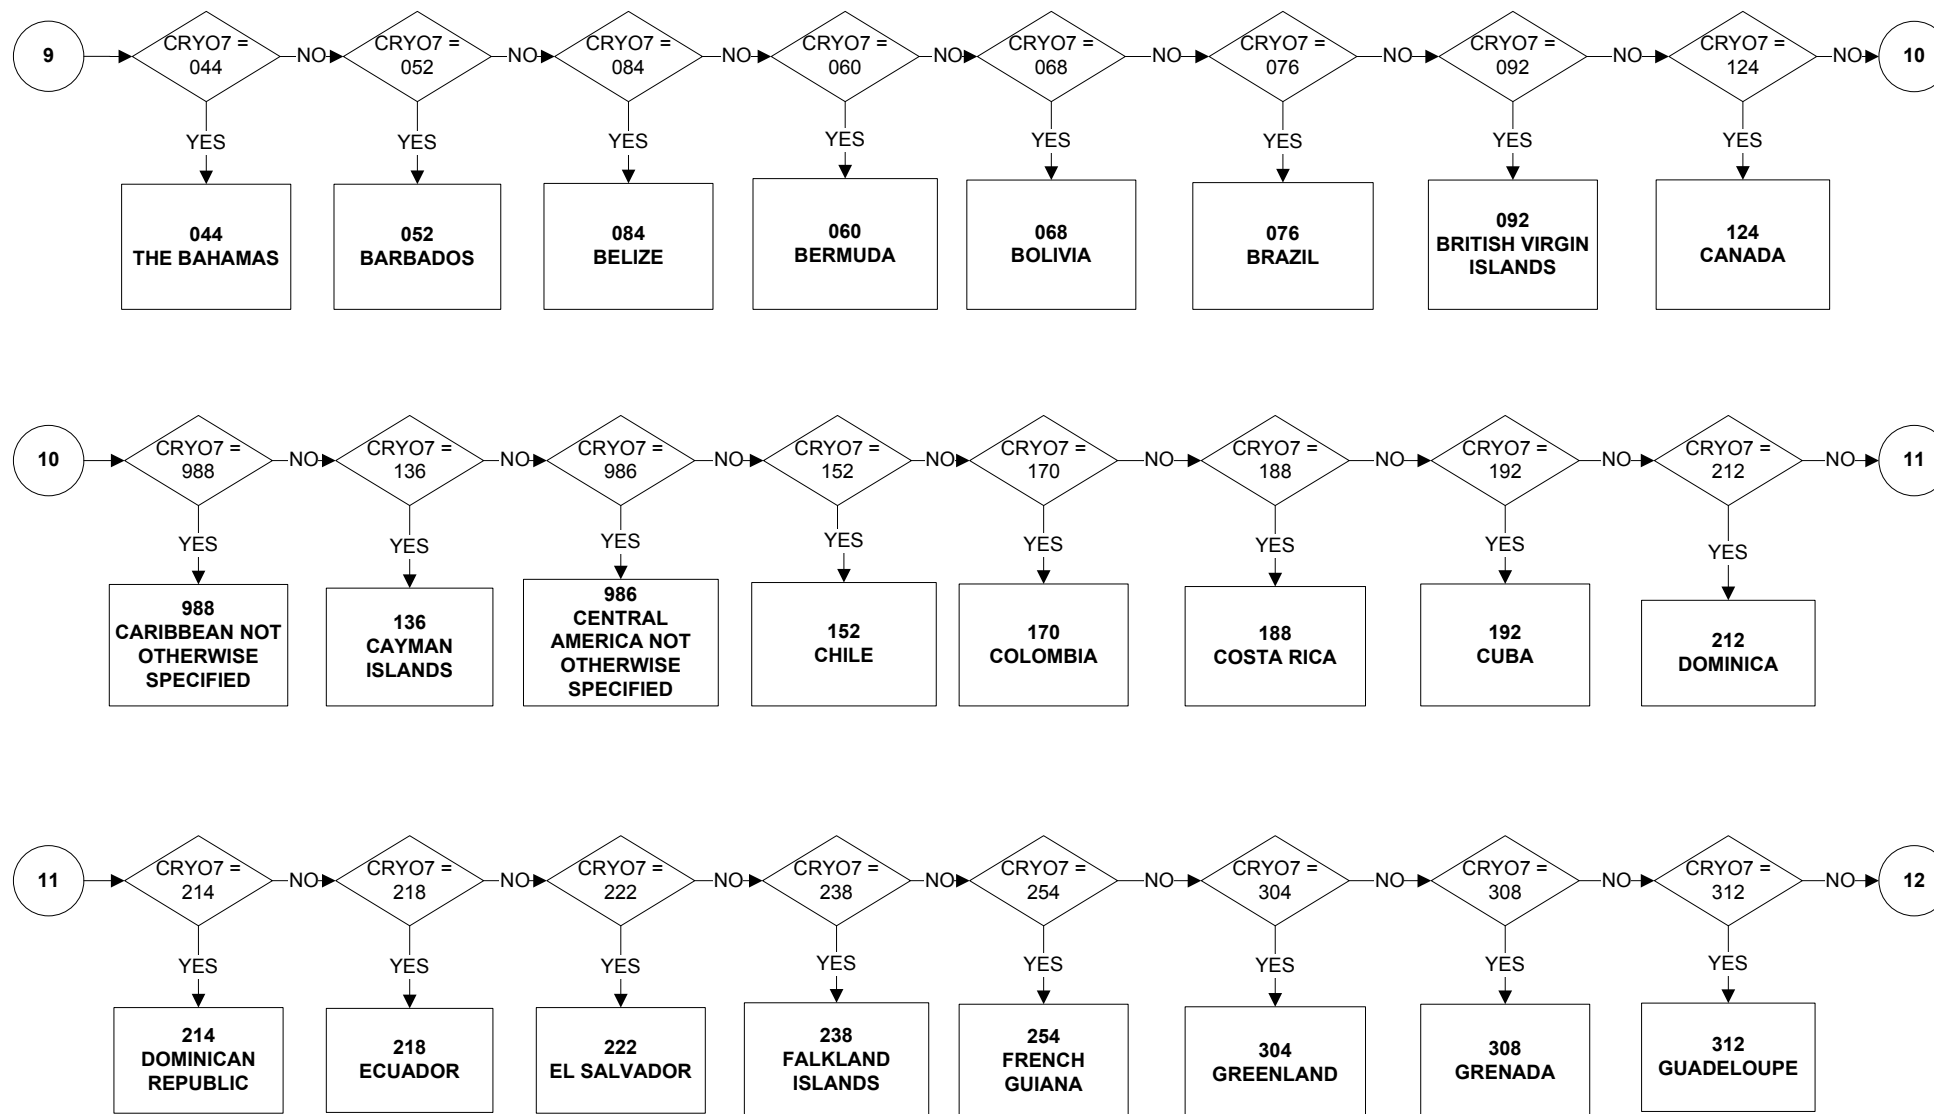 9
CRYO7 =
044
NO
CRYO7 =
052
NO
CRYO7 =
084
NO
CRYO7 =
060
NO
CRYO7 =
068
NO
CRYO7 =
076
NO
CRYO7 =
092
NO
CRYO7 =
124
NO
10
YES
YES
YES
YES
YES
YES
YES
YES
044
THE BAHAMAS
052
BARBADOS
084
BELIZE
060
BERMUDA
068
BOLIVIA
076
BRAZIL
092
BRITISH VIRGIN
ISLANDS
124
CANADA
10
CRYO7 =
988
NO
CRYO7 =
136
NO
CRYO7 =
986
NO
CRYO7 =
152
NO
CRYO7 =
170
NO
CRYO7 =
188
NO
CRYO7 =
192
NO
CRYO7 =
212
NO
11
YES
YES
YES
YES
YES
YES
YES
YES
988
CARIBBEAN NOT
OTHERWISE
SPECIFIED
136
CAYMAN
ISLANDS
986
CENTRAL
AMERICA NOT
OTHERWISE
SPECIFIED
152
CHILE
170
COLOMBIA
188
COSTA RICA
192
CUBA
212
DOMINICA
11
CRYO7 =
214
NO
CRYO7 =
218
NO
CRYO7 =
222
NO
CRYO7 =
238
NO
CRYO7 =
254
NO
CRYO7 =
304
NO
CRYO7 =
308
NO
CRYO7 =
312
NO
12
YES
YES
YES
YES
YES
YES
YES
YES
214
DOMINICAN
REPUBLIC
218
ECUADOR
222
EL SALVADOR
238
FALKLAND
ISLANDS
254
FRENCH
GUIANA
304
GREENLAND
308
GRENADA
312
GUADELOUPE